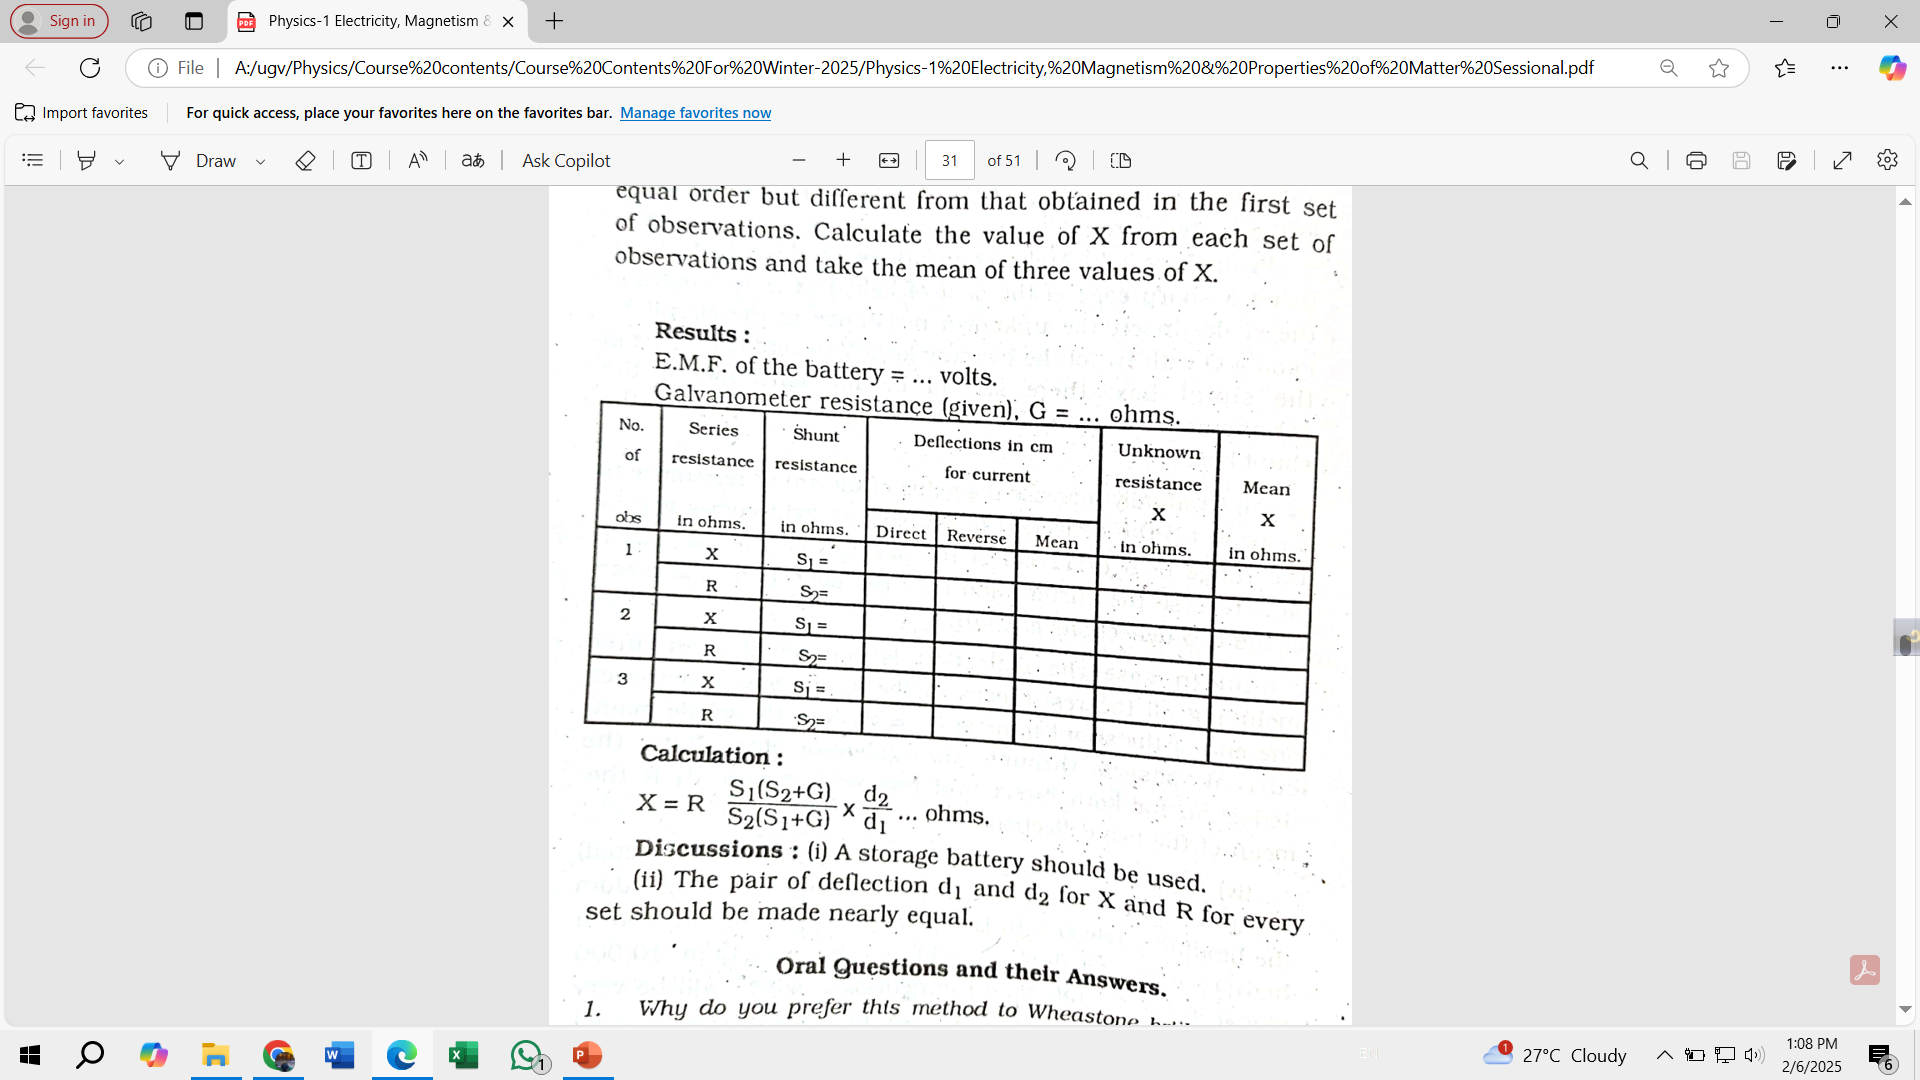 Sign in
Physics-1 Electricity, Magnetism &
File
A:/ugv/Physics/Course%20contents/Course%20Contents%20For%20Winter-2025/Physics-1%20Electricity,%20Magnetism%20&%20Properties%20of%20Matter%20Sessional.pdf
Import favorites
For quick access, place your favorites here on the favorites bar. Manage favorites now
Draw
Ask Copilot
31 of 51
equal order but different from that obtained in the first set
of observations. Calculate the value of X from each set of
observations and take the mean of three values of X.
Results :
E.M.F. of the battery = ... volts.
Galvanometer resistance (given), G = ... ohms.
No. of obs
Series resistance in ohms.
Shunt resistance in ohms.
Deflections in cm for current
Direct Reverse Mean
Unknown resistance X in ohms.
Mean X in ohms.
1 X S₁ =
R S₂=
2 X S₁ =
R S₂=
3 X S₁ =
R S₂=
Calculation :
X = R S₁(S₂+G)/S₂(S₁+G) x d₂/d₁ ... ohms.
Discussions : (i) A storage battery should be used.
(ii) The pair of deflection d₁ and d₂ for X and R for every
set should be made nearly equal.
Oral Questions and their Answers.
1. Why do you prefer this method to Wheastone
27°C Cloudy
1:08 PM
2/6/2025